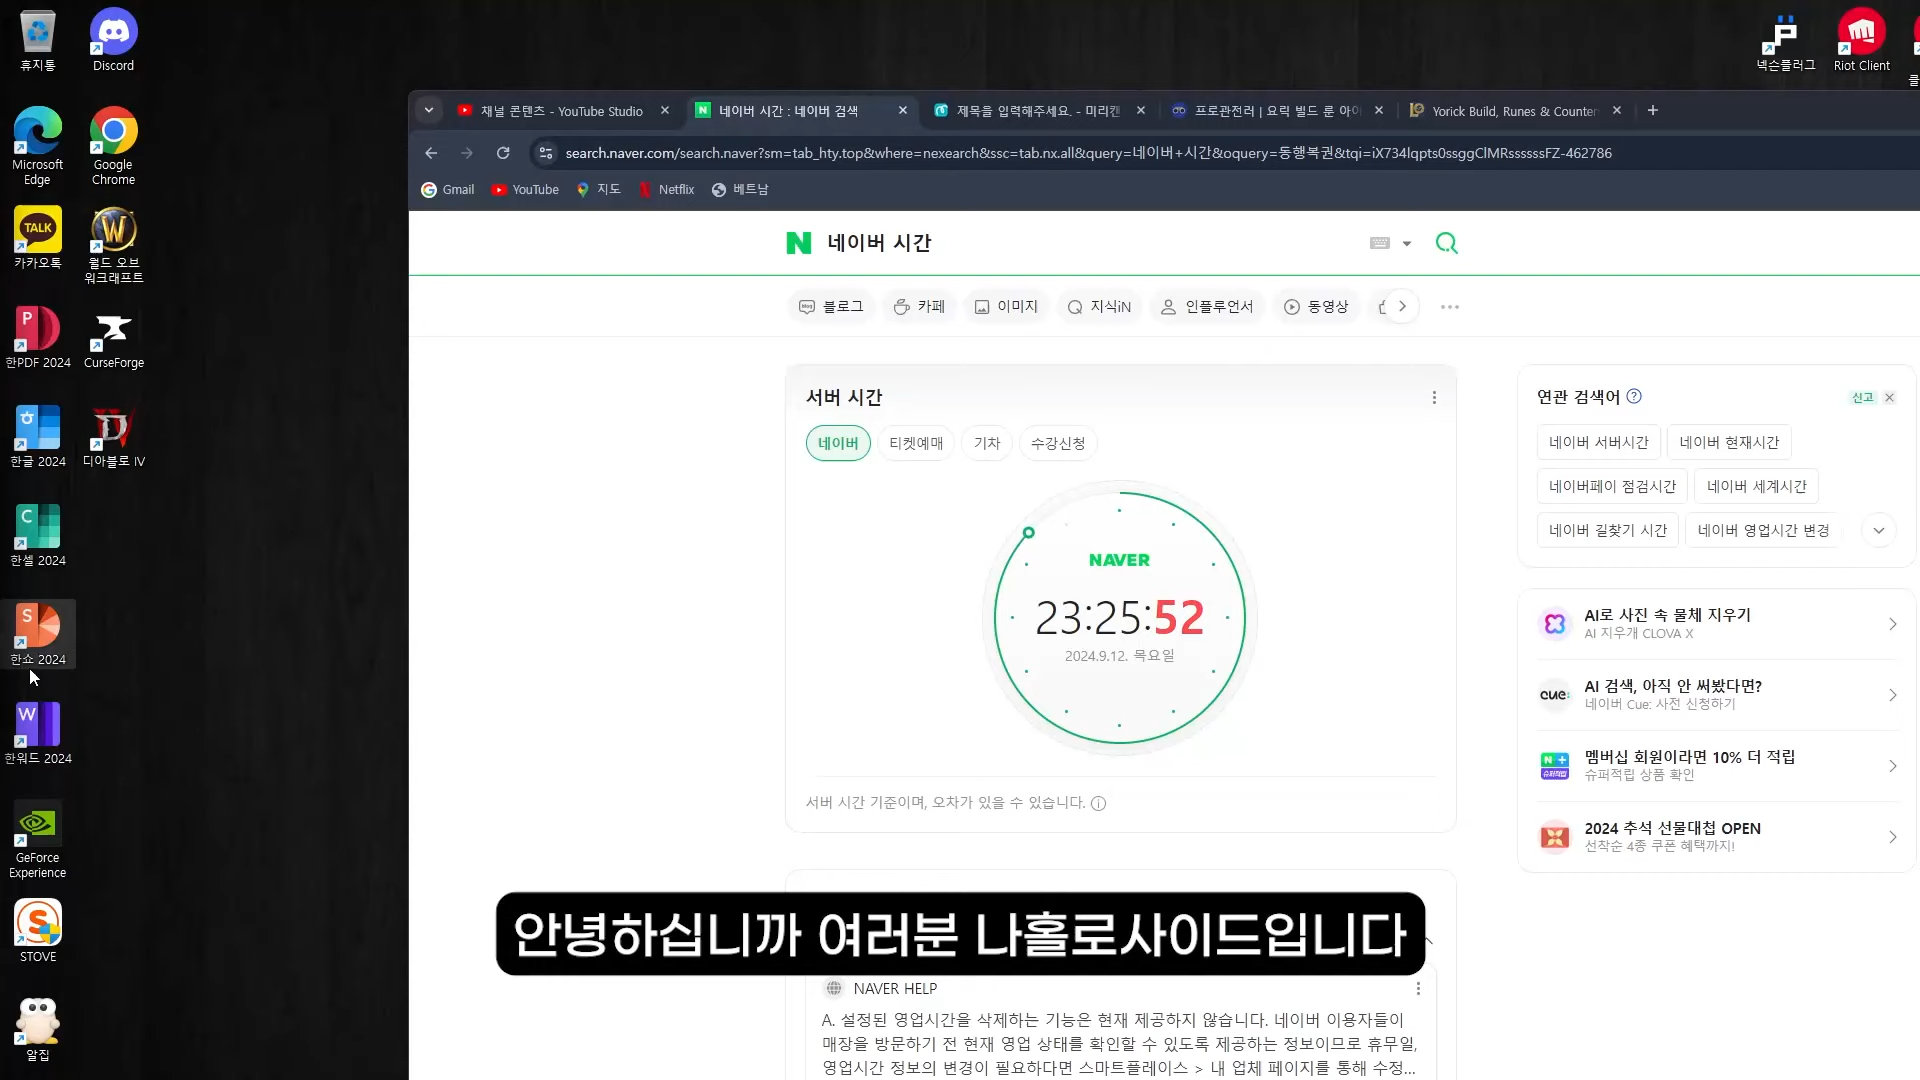 휴지통
Discord
Microsoft Edge
Google Chrome
TALK
카카오톡
월드 오브 워크래프트
한PDF 2024
CurseForge
한글 2024
디아블로 IV
한셀 2024
한쇼 2024
한워드 2024
GeForce Experience
STOVE
알집
넥슨플러그
Riot Client
채널 콘텐츠 - YouTube Studio
네이버 시간 : 네이버 검색
제목을 입력해주세요. - 미리캔
프로관전러 | 요릭 빌드 룬 아이
Yorick Build, Runes & Counter
search.naver.com/search.naver?sm=tab_hty.top&where=nexearch&ssc=tab.nx.all&query=네이버+시간&oquery=동행복권&tqi=iX734lqpts0ssggClMRssssssFZ-462786
Gmail
YouTube
지도
Netflix
베트남
N 네이버 시간
블로그
카페
이미지
지식iN
인플루언서
동영상
서버 시간
네이버
티켓예매
기차
수강신청
NAVER
23:25:52
2024.9.12. 목요일
서버 시간 기준이며, 오차가 있을 수 있습니다.
연관 검색어
신고
네이버 서버시간
네이버 현재시간
네이버페이 점검시간
네이버 세계시간
네이버 길찾기 시간
네이버 영업시간 변경
AI로 사진 속 물체 지우기
AI 지우개 CLOVA X
cue:
AI 검색, 아직 안 써봤다면?
네이버 Cue: 사전 신청하기
멤버십 회원이라면 10% 더 적립
슈퍼적립 상품 확인
2024 추석 선물대첩 OPEN
선착순 4종 쿠폰 혜택까지!
안녕하십니까 여러분 나홀로사이드입니다
NAVER HELP
A. 설정된 영업시간을 삭제하는 기능은 현재 제공하지 않습니다. 네이버 이용자들이
매장을 방문하기 전 현재 영업 상태를 확인할 수 있도록 제공하는 정보이므로 휴무일,
영업시간 정보의 변경이 필요하다면 스마트플레이스 > 내 업체 페이지를 통해 수정...